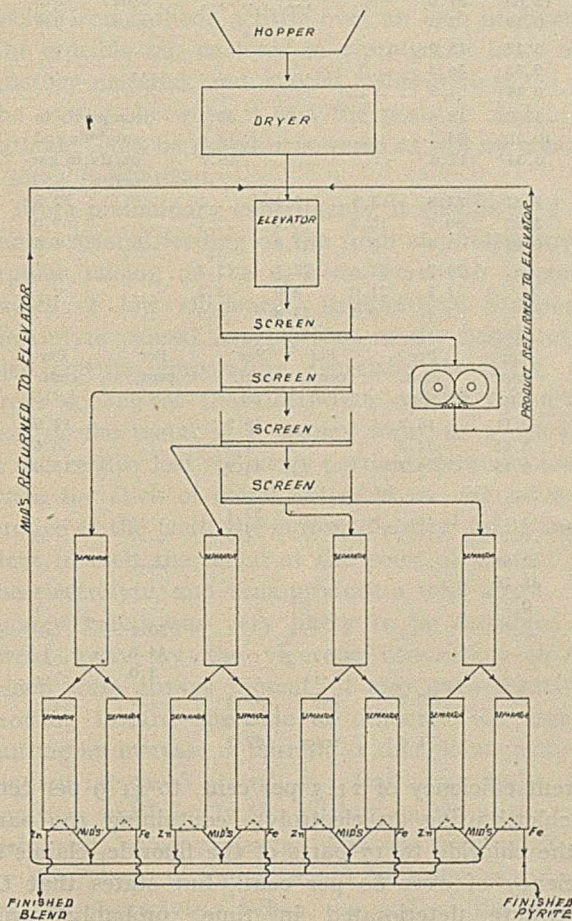 HOPPER
DRYER
ELEVATOR
MID'S RETURNED TO ELEVATOR
PRODUCT RETURNED TO ELEVATOR
SCREEN
ROLLS
SCREEN
SCREEN
SCREEN
SEPARATOR SEPARATOR SEPARATOR SEPARATOR
SEPARATOR SEPARATOR SEPARATOR SEPARATOR SEPARATOR SEPARATOR SEPARATOR SEPARATOR
Zn MID'S Fe Zn MID'S Fe Zn MID'S Fe Zn MID'S Fe
FINISHED BLEND
FINISHED PYRITE